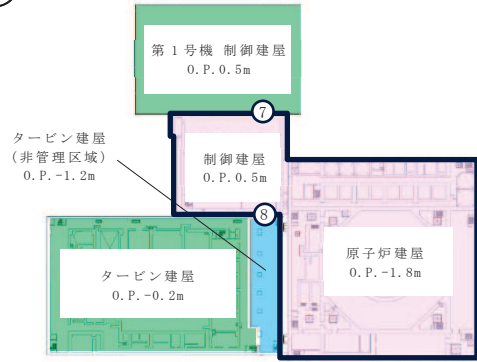 第1号機 制御建屋
O.P.0.5m
⑦
タービン建屋
(非管理区域)
O.P.-1.2m
制御建屋
O.P.0.5m
⑧
タービン建屋
O.P.-0.2m
原子炉建屋
O.P.-1.8m